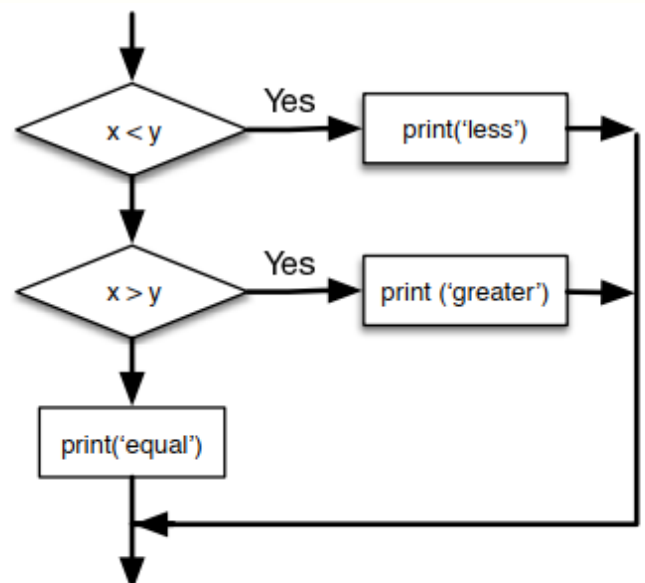 Yes
x < y
print(‘less’)
Yes
x > y
print (‘greater’)
print(‘equal’)